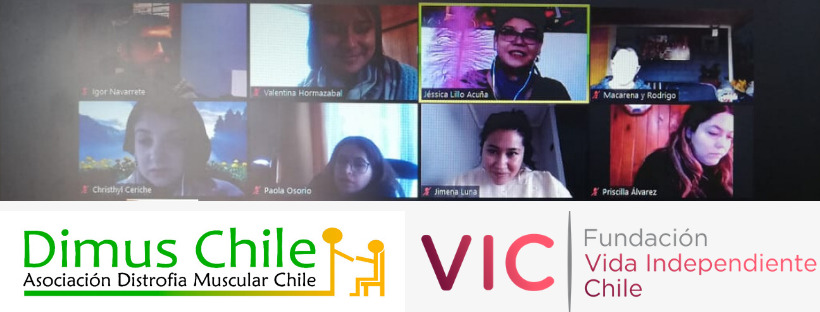 Igor Navarrete
Valentina Hormazabal
Jéssica Lillo Acuña
Macarena y Rodrigo
Christhyl Ceriche
Paola Osorio
Jimena Luna
Priscilla Álvarez
Dimus Chile
Asociación Distrofia Muscular Chile
VIC
Fundación
Vida Independiente
Chile